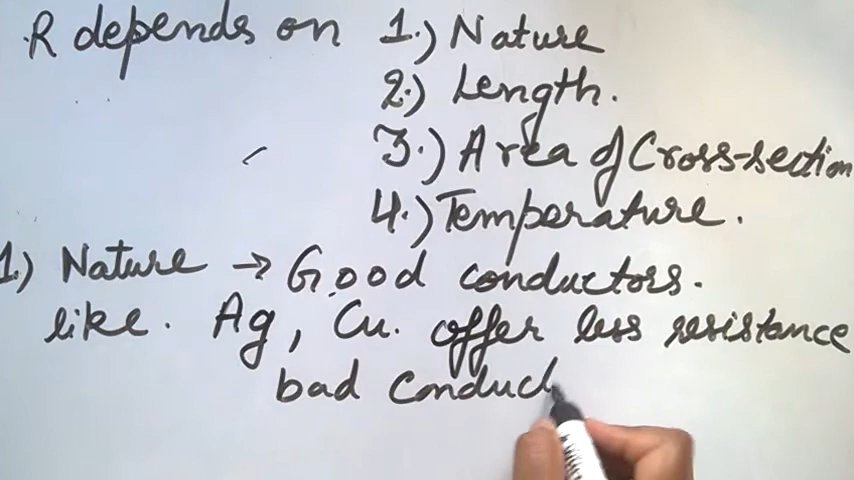 R depends on 1.) Nature
2.) Length.
3.) Area of Cross-section
4.) Temperature.
1.) Nature → Good conductors.
like. Ag, Cu. offer less resistance
bad conduct